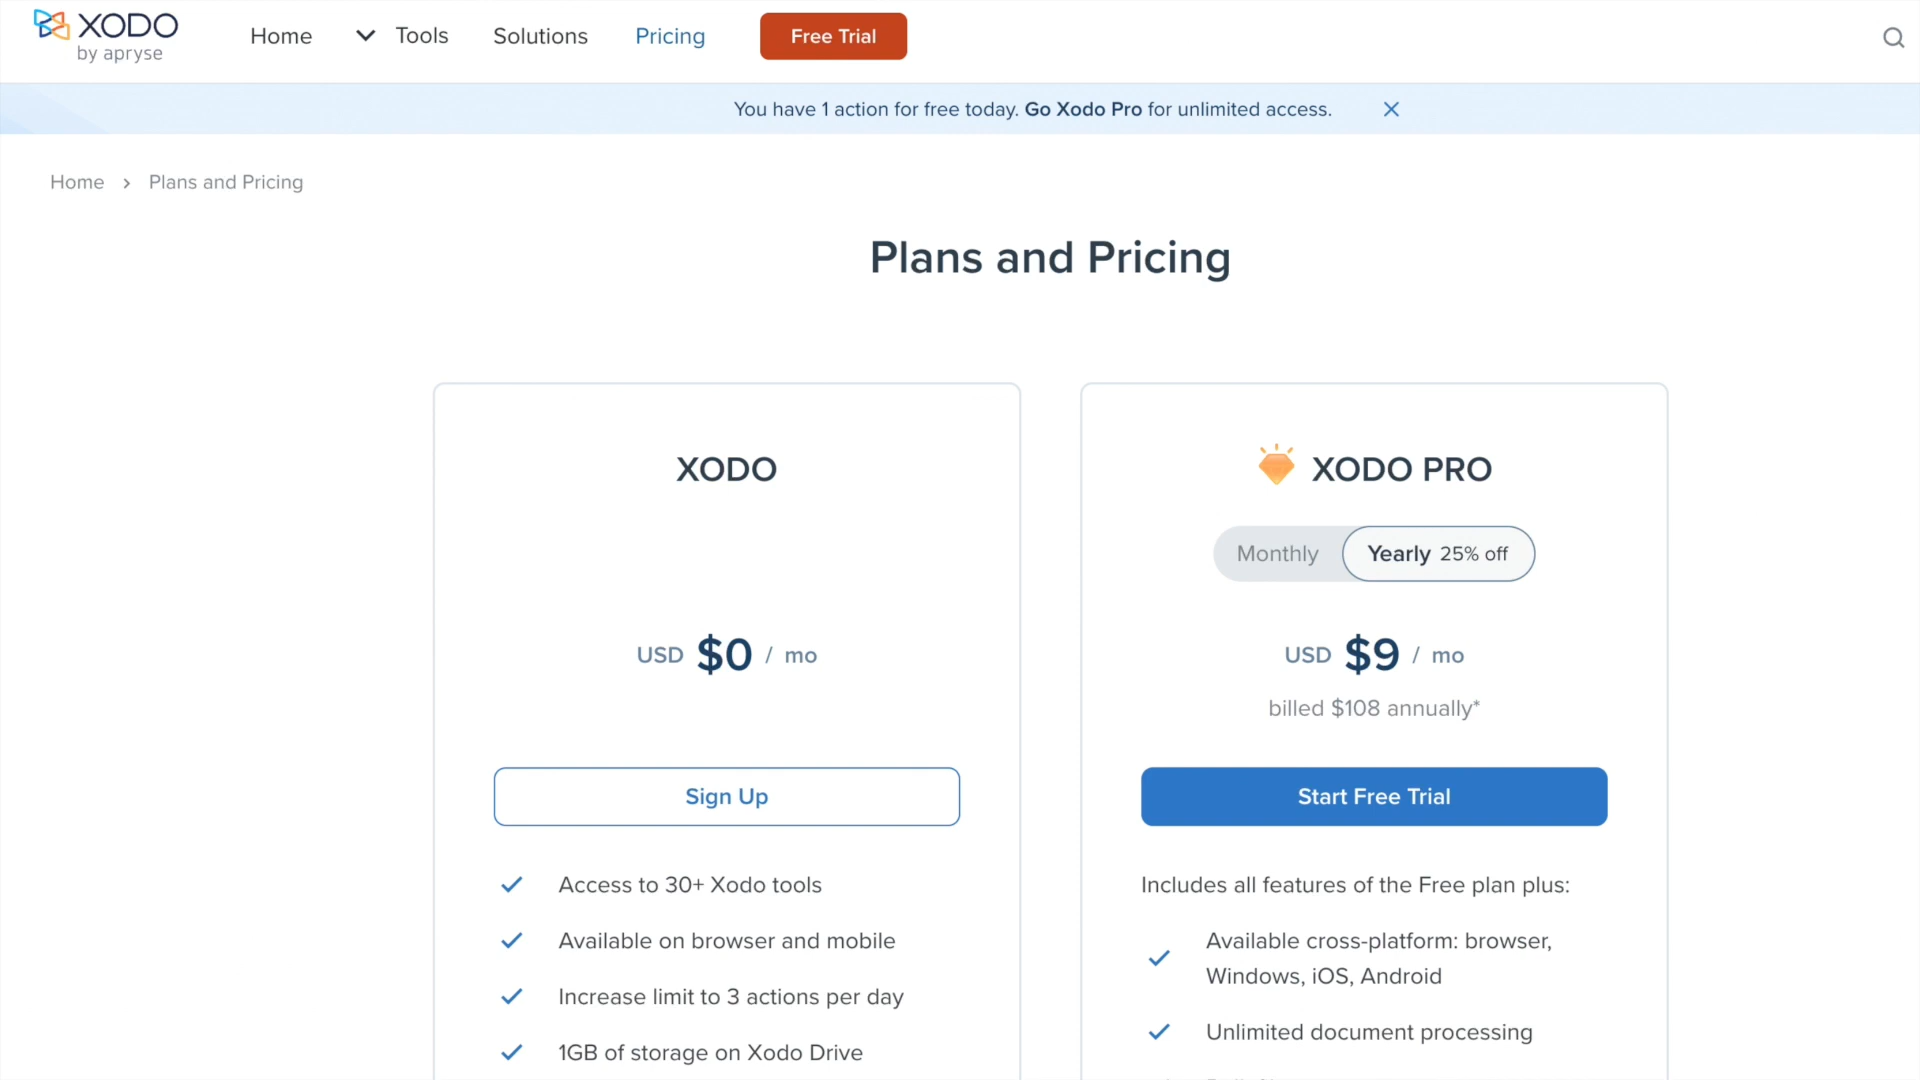 XODO
by apryse
Home
Tools
Solutions
Pricing
Free Trial
You have 1 action for free today. Go Xodo Pro for unlimited access.
Home > Plans and Pricing
Plans and Pricing
XODO
USD $0 / mo
Sign Up
Access to 30+ Xodo tools
Available on browser and mobile
Increase limit to 3 actions per day
1GB of storage on Xodo Drive
XODO PRO
Monthly
Yearly 25% off
USD $9 / mo
billed $108 annually*
Start Free Trial
Includes all features of the Free plan plus:
Available cross-platform: browser,
Windows, iOS, Android
Unlimited document processing